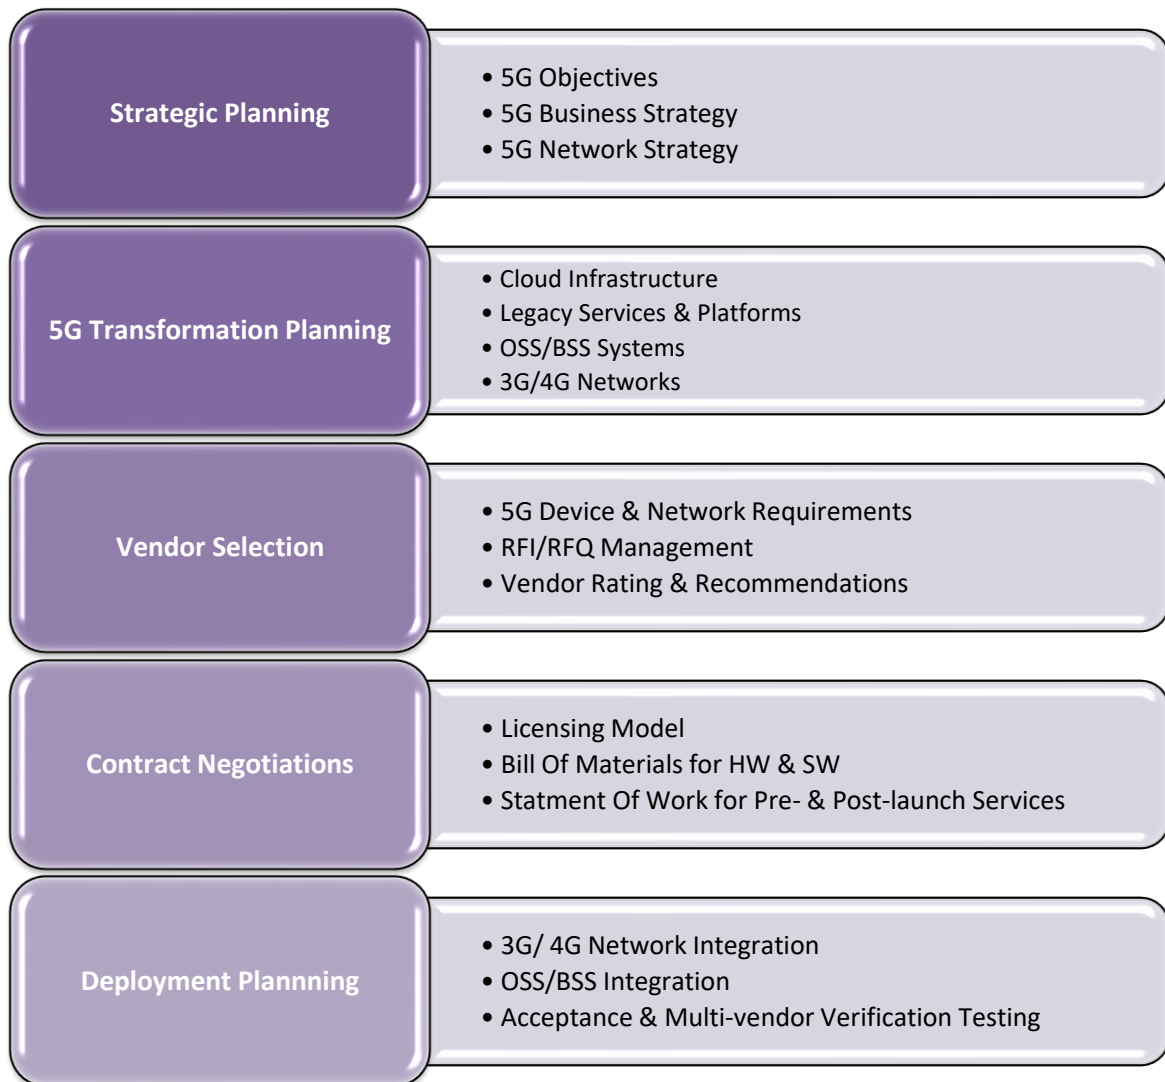 Strategic Planning
• 5G Objectives
• 5G Business Strategy
• 5G Network Strategy
5G Transformation Planning
• Cloud Infrastructure
• Legacy Services & Platforms
• OSS/BSS Systems
• 3G/4G Networks
Vendor Selection
• 5G Device & Network Requirements
• RFI/RFQ Management
• Vendor Rating & Recommendations
Contract Negotiations
• Licensing Model
• Bill Of Materials for HW & SW
• Statment Of Work for Pre- & Post-launch Services
Deployment Plannning
• 3G/ 4G Network Integration
• OSS/BSS Integration
• Acceptance & Multi-vendor Verification Testing